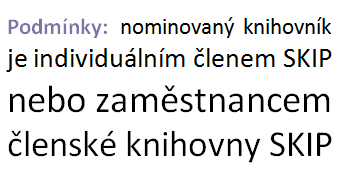 Podmínky: nominovaný knihovník
je individuálním členem SKIP
nebo zaměstnancem
členské knihovny SKIP